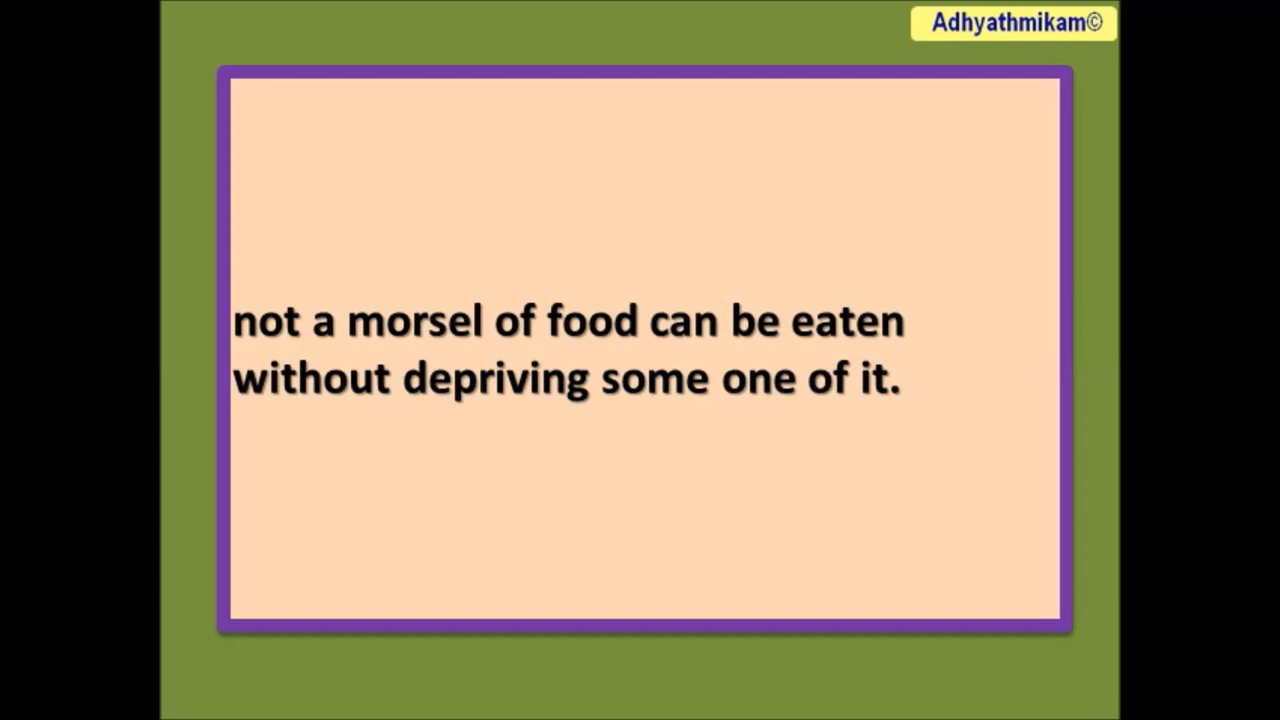 Adhyathmikam©
not a morsel of food can be eaten
without depriving some one of it.